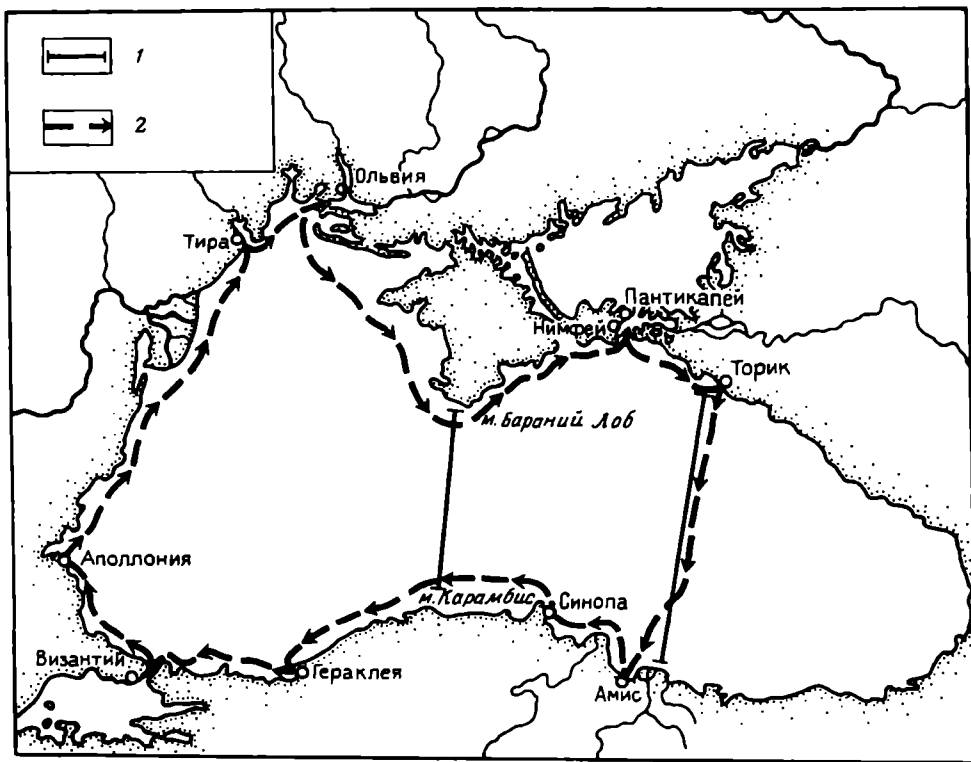 1
2
Ольвия
Тира
Пантикапей
Нимфей
Торик
м. Бараний Лоб
Аполлония
м. Карамбис
Синопа
Византий
Гераклея
Амис